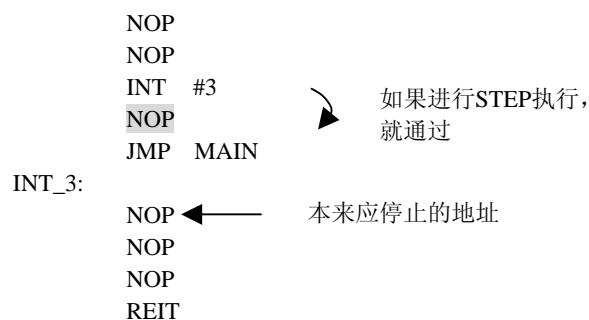 NOP
NOP
INT #3
如果进行STEP执行，
NOP
就通过
JMP MAIN
INT_3:
NOP 本来应停止的地址
NOP
NOP
REIT